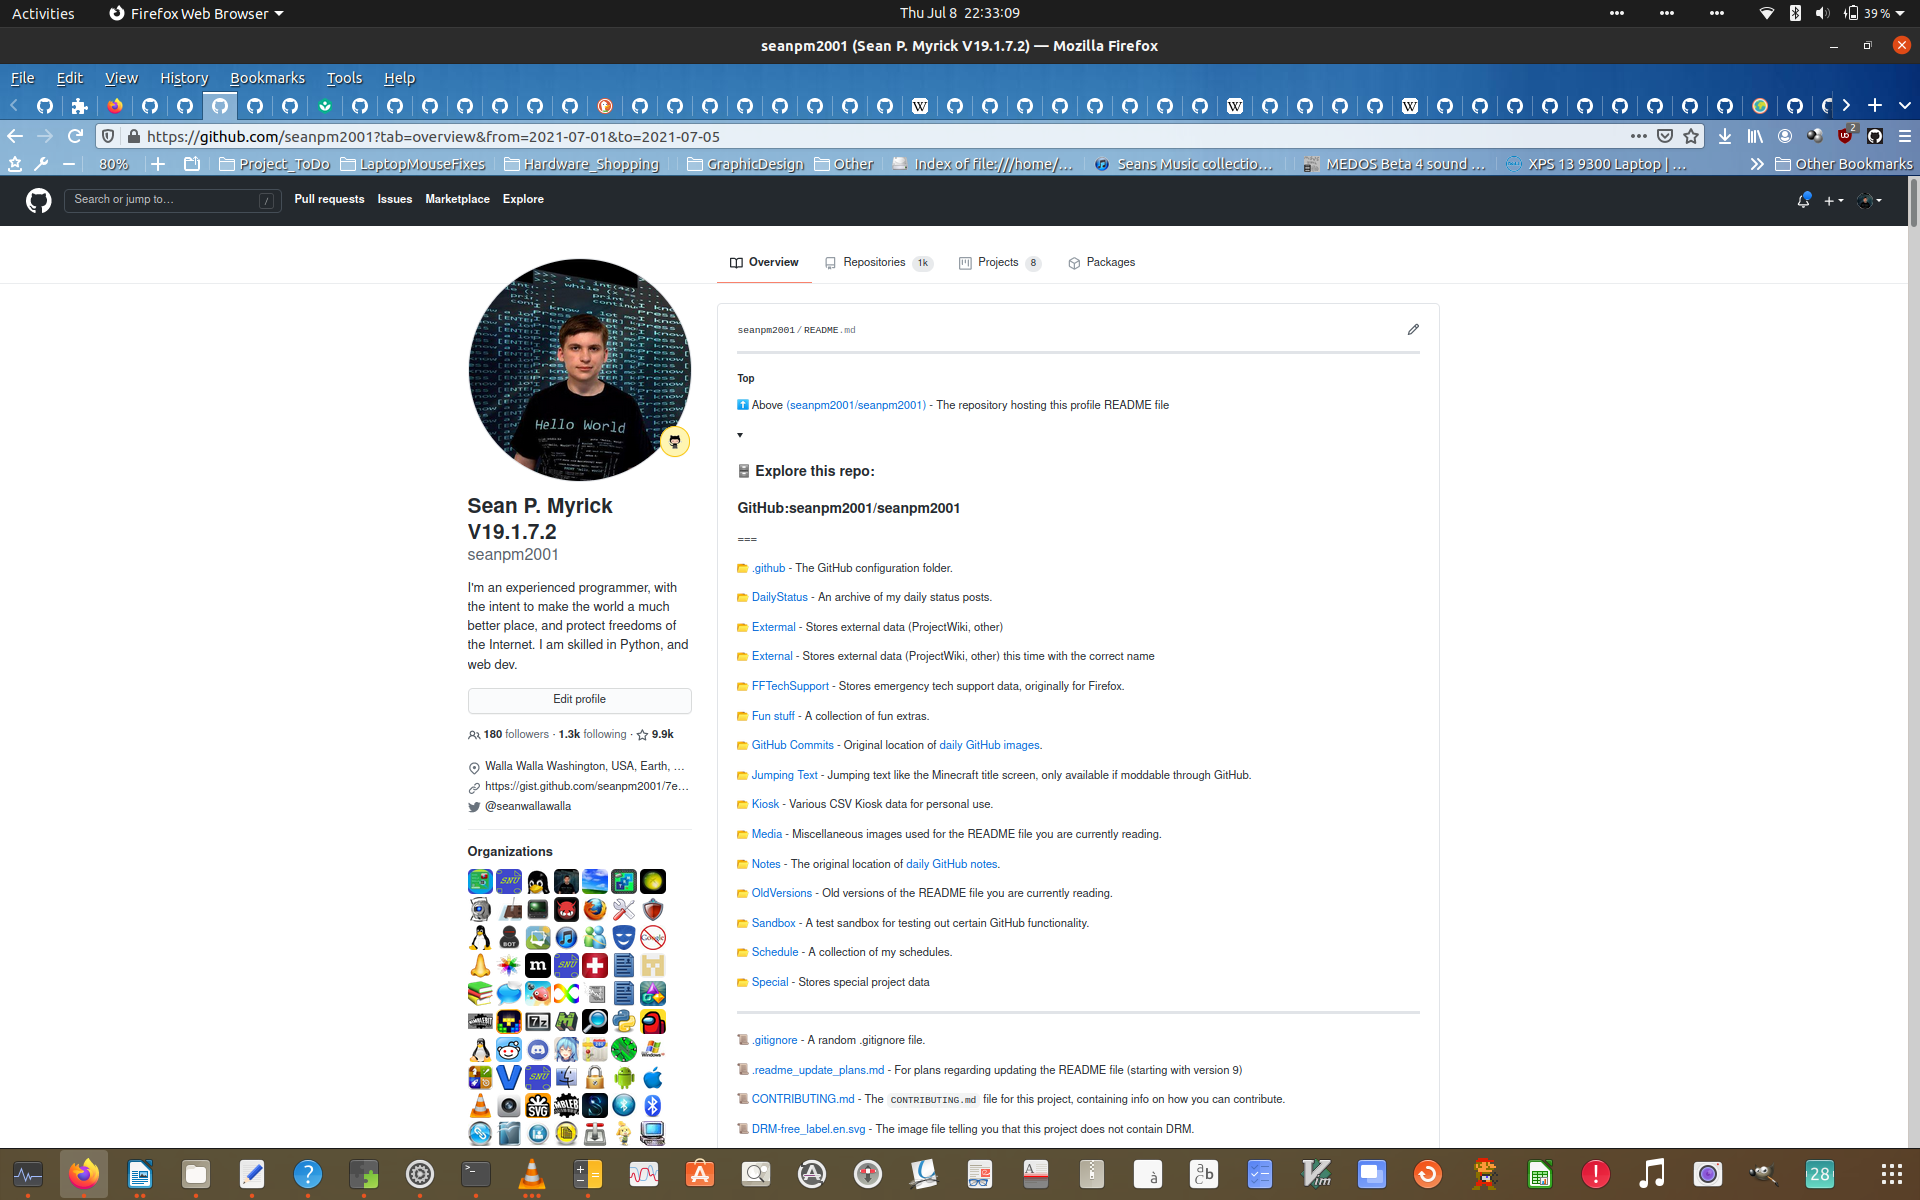 Activities
Firefox Web Browser
Thu Jul 8 22:33:09
39 %
seanpm2001 (Sean P. Myrick V19.1.7.2) — Mozilla Firefox
File Edit View History Bookmarks Tools Help
https://github.com/seanpm2001?tab=overview&from=2021-07-01&to=2021-07-05
2
80%
Project_ToDo
LaptopMouseFixes
Hardware_Shopping
GraphicDesign
Other
Index of file:///home/…
Seans Music collectio…
MEDOS Beta 4 sound …
XPS 13 9300 Laptop | …
Other Bookmarks
Search or jump to…
/
Pull requests Issues Marketplace Explore
Overview
Repositories 1k
Projects 8
Packages
Hello World
Sean P. Myrick
V19.1.7.2
seanpm2001
I'm an experienced programmer, with
the intent to make the world a much
better place, and protect freedoms of
the Internet. I am skilled in Python, and
web dev.
Edit profile
180 followers · 1.3k following · 9.9k
Walla Walla Washington, USA, Earth, …
https://gist.github.com/seanpm2001/7e…
@seanwallawalla
Organizations
seanpm2001/README.md
Top
Above (seanpm2001/seanpm2001) - The repository hosting this profile README file
Explore this repo:
GitHub:seanpm2001/seanpm2001
===
.github - The GitHub configuration folder.
DailyStatus - An archive of my daily status posts.
Extermal - Stores external data (ProjectWiki, other)
External - Stores external data (ProjectWiki, other) this time with the correct name
FFTechSupport - Stores emergency tech support data, originally for Firefox.
Fun stuff - A collection of fun extras.
GitHub Commits - Original location of daily GitHub images.
Jumping Text - Jumping text like the Minecraft title screen, only available if moddable through GitHub.
Kiosk - Various CSV Kiosk data for personal use.
Media - Miscellaneous images used for the README file you are currently reading.
Notes - The original location of daily GitHub notes.
OldVersions - Old versions of the README file you are currently reading.
Sandbox - A test sandbox for testing out certain GitHub functionality.
Schedule - A collection of my schedules.
Special - Stores special project data
.gitignore - A random .gitignore file.
.readme_update_plans.md - For plans regarding updating the README file (starting with version 9)
CONTRIBUTING.md - The CONTRIBUTING.md file for this project, containing info on how you can contribute.
DRM-free_label.en.svg - The image file telling you that this project does not contain DRM.
28